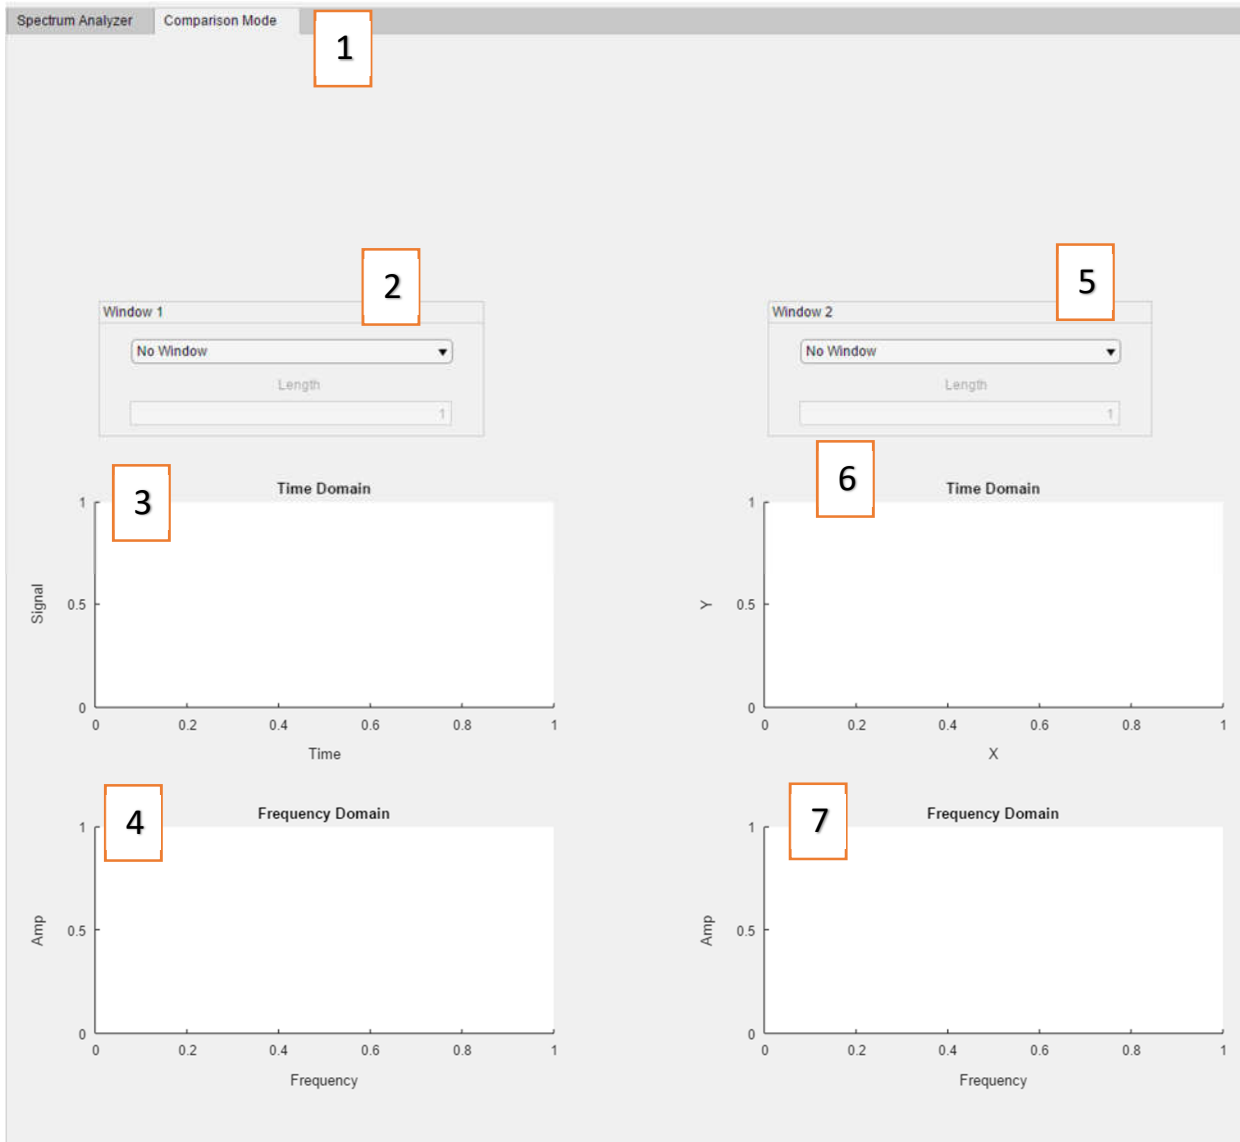 Spectrum Analyzer
Comparison Mode
1
2
Window 1
No Window
Length
1
5
Window 2
No Window
Length
1
3
Time Domain
1
0.5
0
Signal
0 0.2 0.4 0.6 0.8 1
Time
6
Time Domain
1
0.5
0
Y
0 0.2 0.4 0.6 0.8 1
X
4
Frequency Domain
1
0.5
0
Amp
0 0.2 0.4 0.6 0.8 1
Frequency
7
Frequency Domain
1
0.5
0
Amp
0 0.2 0.4 0.6 0.8 1
Frequency